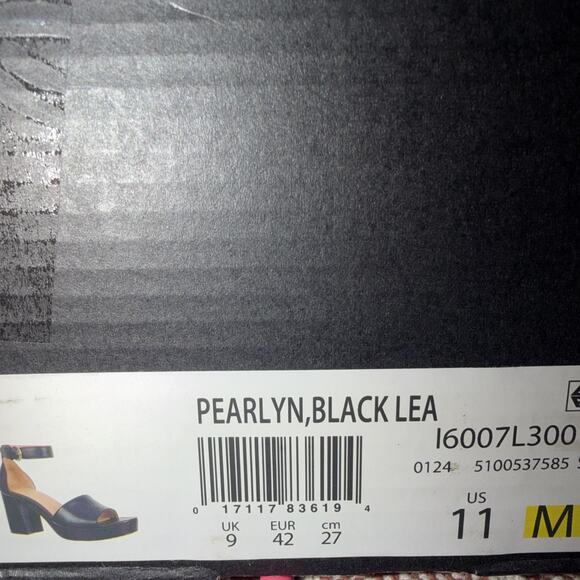 PEARLYN,BLACK LEA
I6007L300
0124 5100537585
0 17117 83619 4
UK EUR cm US
9 42 27 11 M